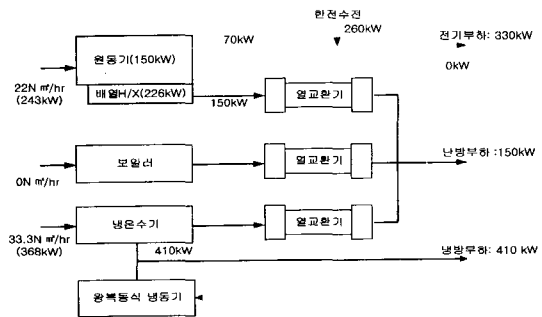 한전수전
70kW
260kW
전기부하: 330kW
0kW
원동기(150kW)
배열H/X(226kW)
22N ㎥/hr
(243kW)
150kW
열교환기
보일러
열교환기
난방부하 :150kW
0N ㎥/hr
냉온수기
열교환기
33.3N ㎥/hr
(368kW)
410kW
냉방부하: 410 kW
왕복동식 냉동기